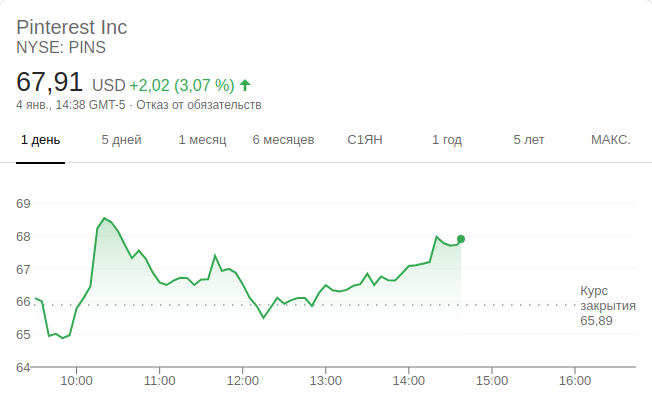 Pinterest Inc
NYSE: PINS
67,91 USD +2,02 (3,07 %)
4 янв., 14:38 GMT-5 · Отказ от обязательств
1 день 5 дней 1 месяц 6 месяцев С1ЯН 1 год 5 лет МАКС.
69
68
67
66
65
64
Курс
закрытия
65,89
10:00 11:00 12:00 13:00 14:00 15:00 16:00